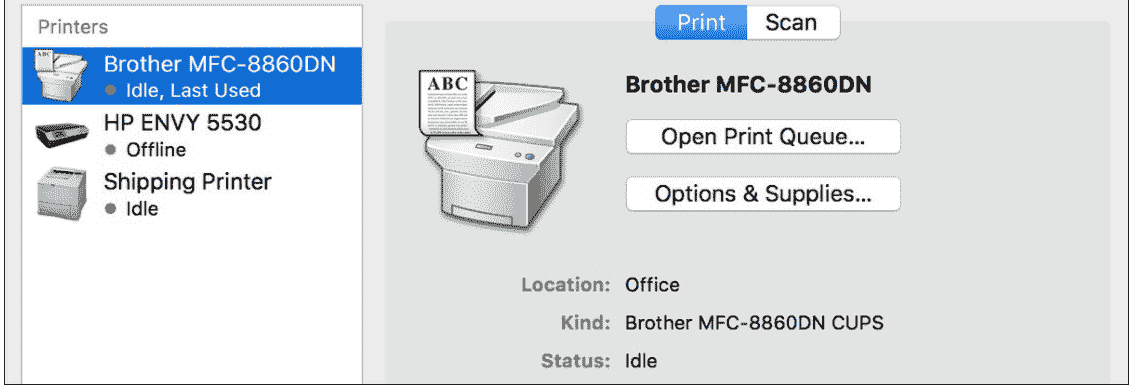 Printers
ABC
Brother MFC-8860DN
Idle, Last Used
HP ENVY 5530
Offline
Shipping Printer
Idle
Print Scan
ABC
Brother MFC-8860DN
Open Print Queue...
Options & Supplies...
Location: Office
Kind: Brother MFC-8860DN CUPS
Status: Idle